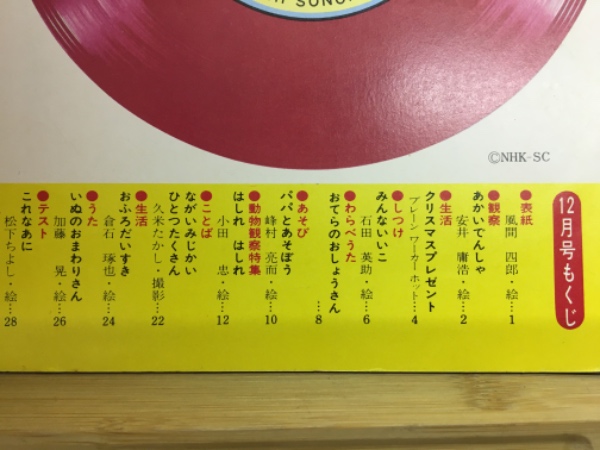 SONO
©NHK-SC
12月号もくじ
●表紙
風間　四郎・絵…1
●観察
あかいでんしゃ
安井　庸浩・絵…2
●生活
クリスマスプレゼント
ブレーン ワーカー ホット…4
●しつけ
みんないいこ
石田　英助・絵…6
●わらべうた
おてらのおしょうさん
…8
●あそび
パパとあそぼう
峰村　亮而・絵…10
●動物観察特集
はしれ　はしれ
小田　忠・絵…12
●ことば
ながい みじかい
ひとつ たくさん
久米たかし・撮影…22
●生活
おふろだいすき
倉石　琢也・絵…24
●うた
いぬのおまわりさん
加藤　晃・絵…26
●テスト
これなあに
松下ちよし・絵…28